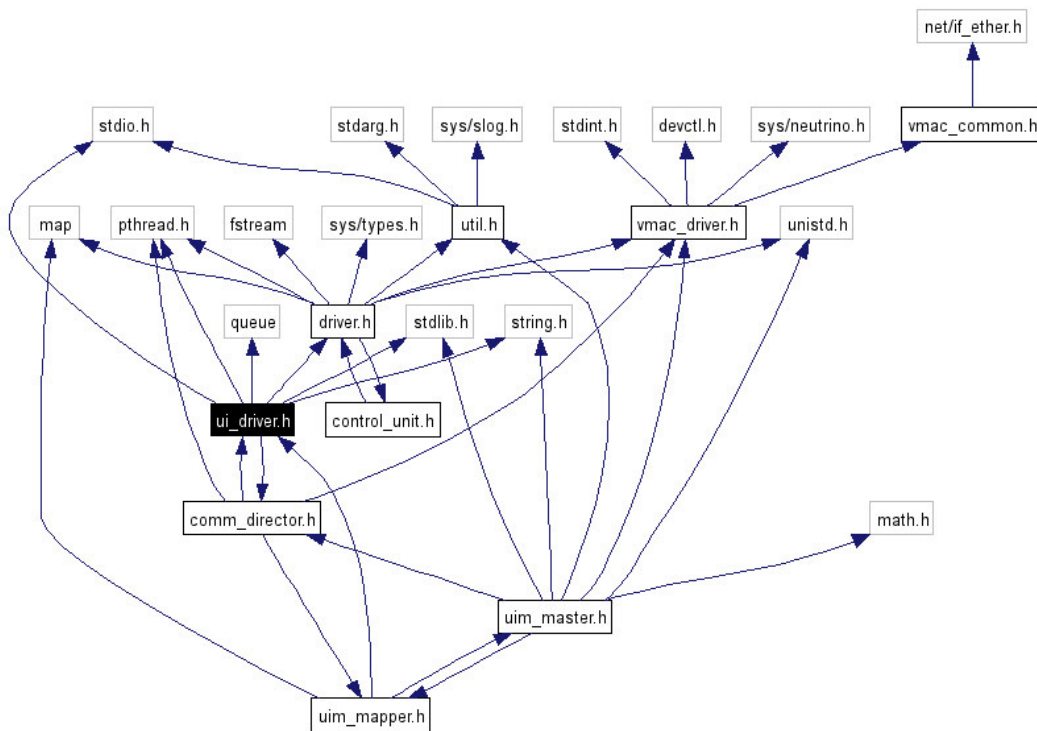 net/if_ether.h
stdio.h
stdarg.h
sys/slog.h
stdint.h
devctl.h
sys/neutrino.h
vmac_common.h
map
pthread.h
fstream
sys/types.h
util.h
vmac_driver.h
unistd.h
queue
driver.h
stdlib.h
string.h
ui_driver.h
control_unit.h
comm_director.h
math.h
uim_master.h
uim_mapper.h